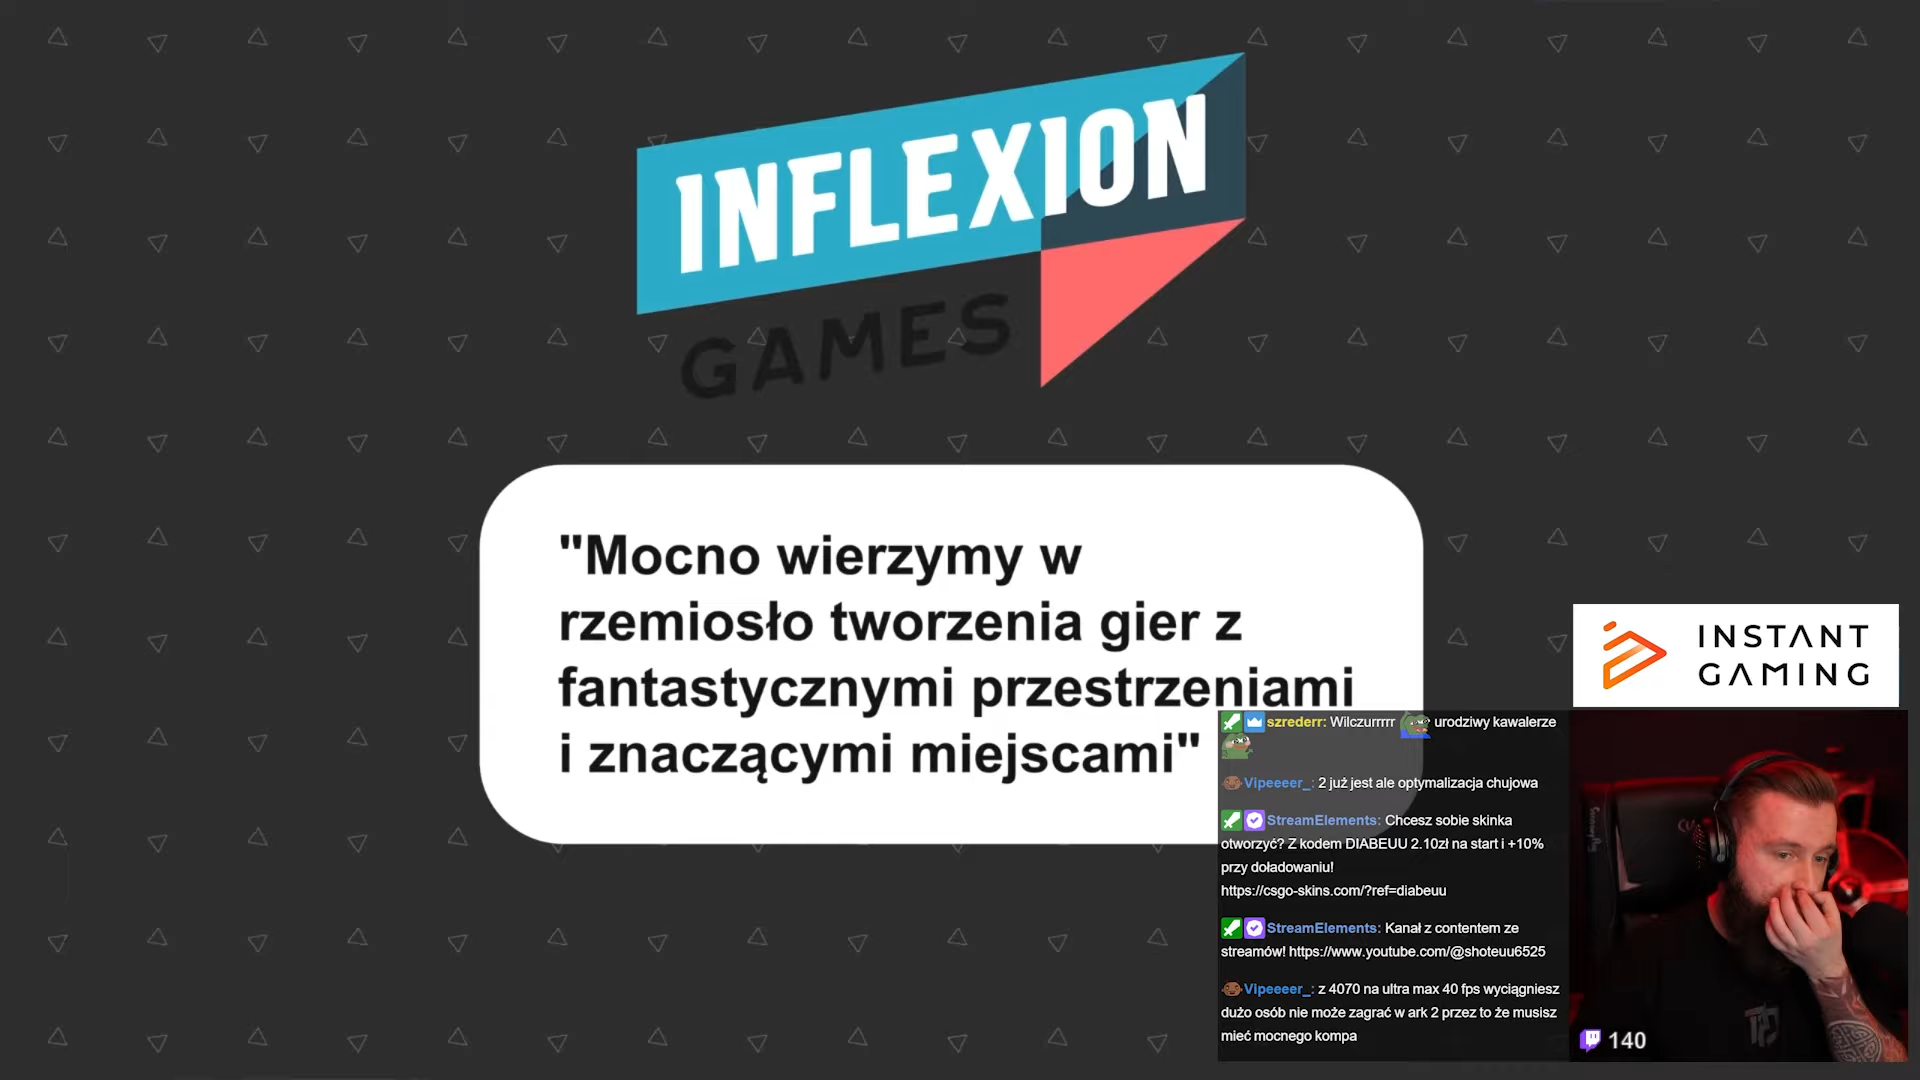 INFLEXION
GAMES
"Mocno wierzymy w
rzemiosło tworzenia gier z
fantastycznymi przestrzeniami
i znaczącymi miejscami"
INSTANT
GAMING
szrederr: Wilczurrrrr urodziwy kawalerze
Vipeeeer_: 2 już jest ale optymalizacja chujowa
StreamElements: Chcesz sobie skinka
otworzyć? Z kodem DIABEUU 2.10zł na start i +10%
przy doładowaniu!
https://csgo-skins.com/?ref=diabeuu
StreamElements: Kanał z contentem ze
streamów! https://www.youtube.com/@shoteuu6525
Vipeeeer_: z 4070 na ultra max 40 fps wyciągniesz
dużo osób nie może zagrać w ark 2 przez to że musisz
mieć mocnego kompa
140